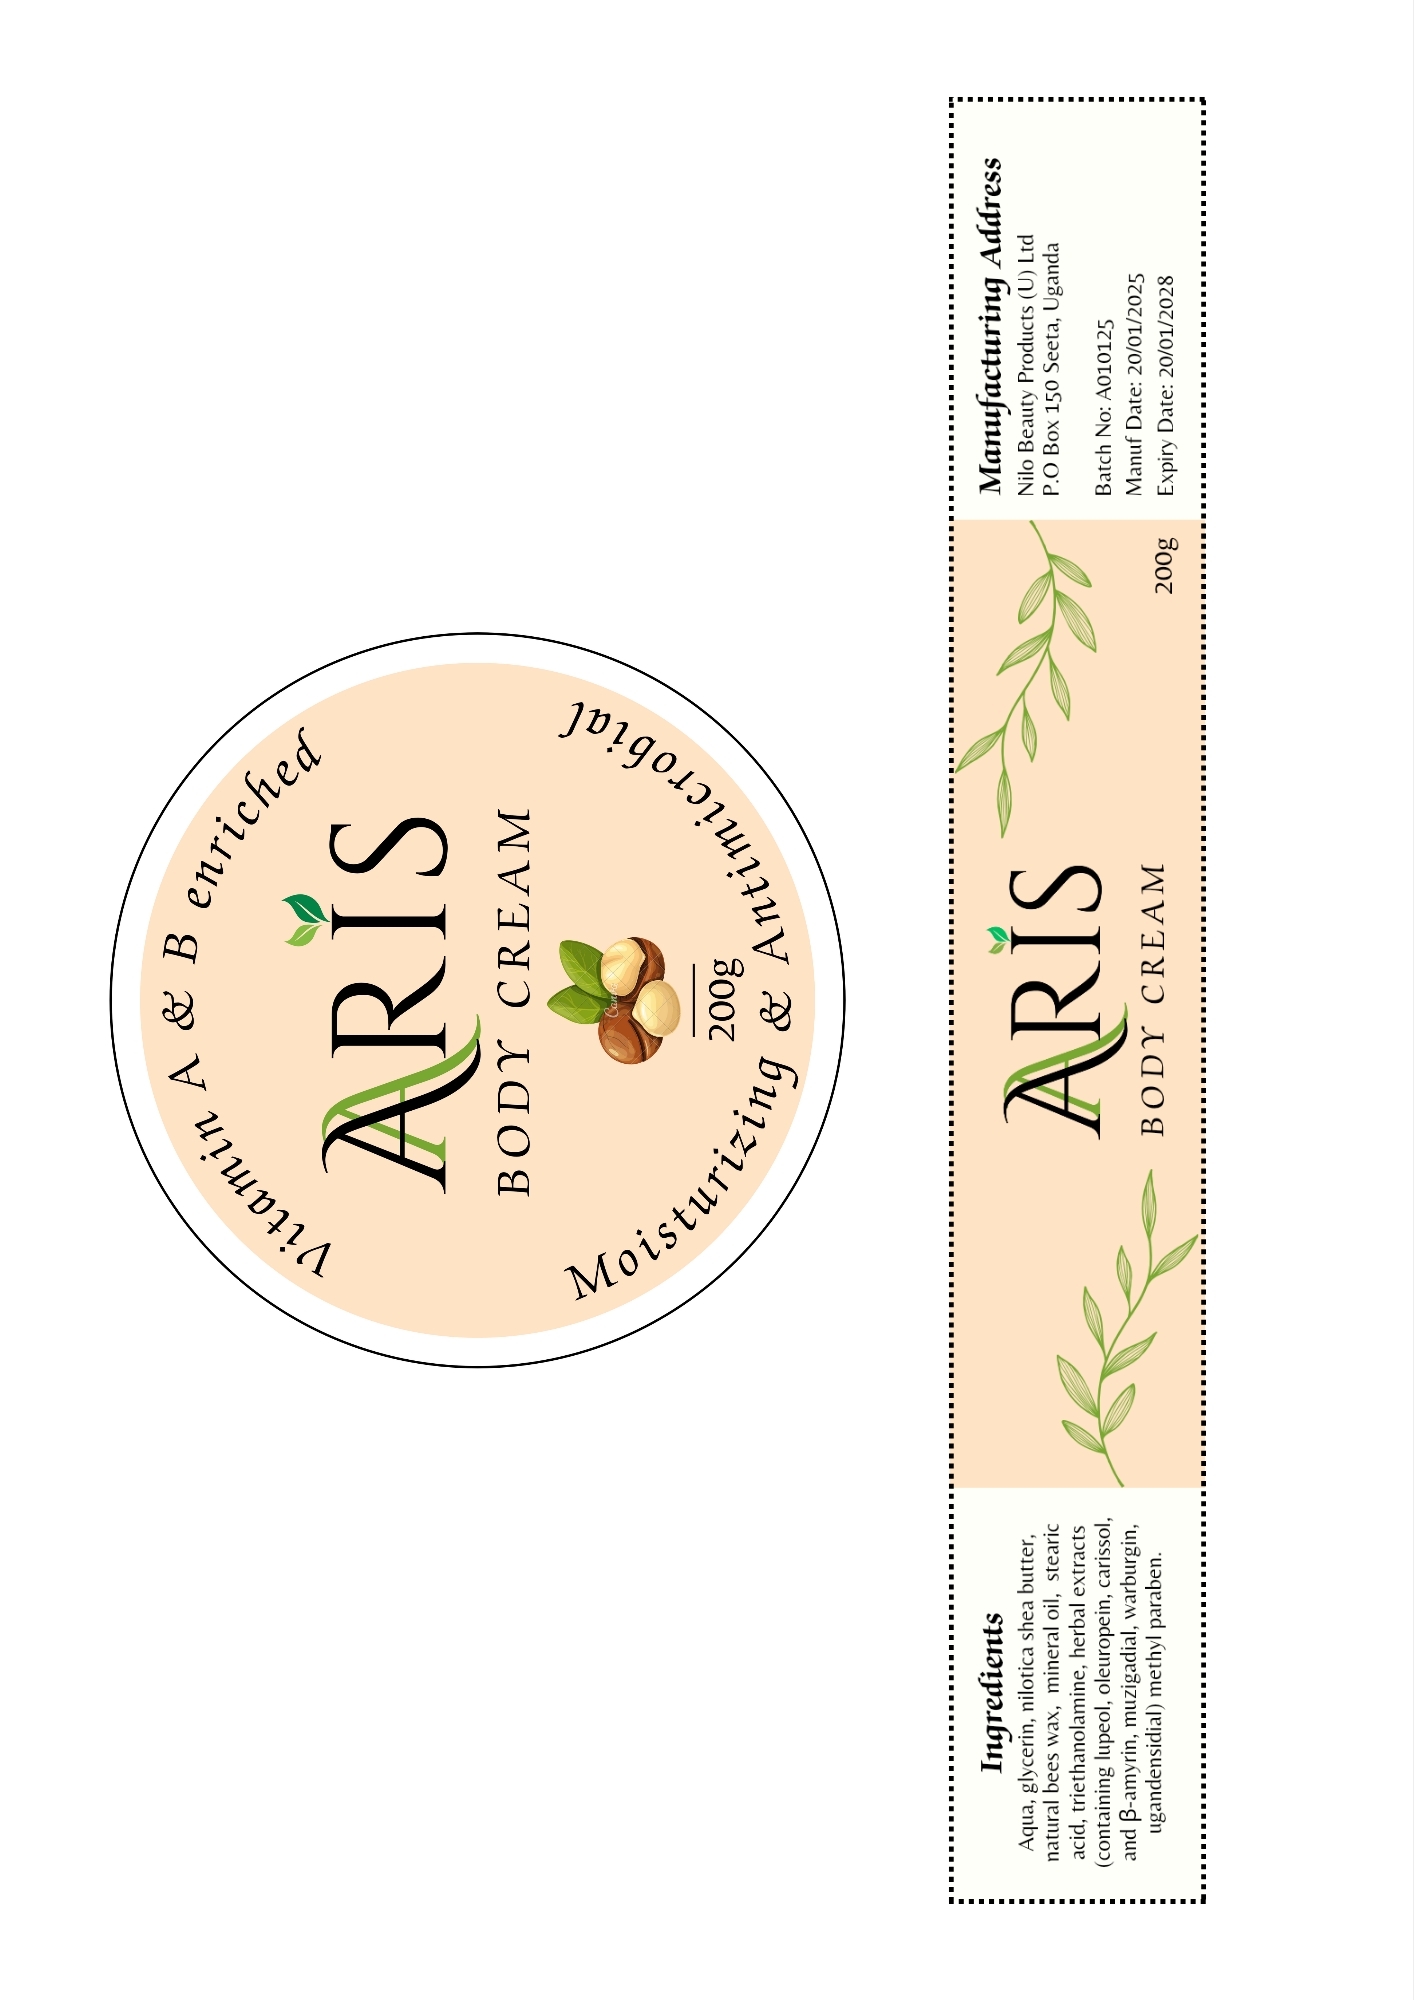 Vitamin A & B enriched
ARIS
BODY CREAM
200g
Moisturizing & Antimicrobial
Ingredients
Aqua, glycerin, nilotica shea butter,
natural bees wax, mineral oil, stearic
acid, triethanolamine, herbal extracts
(containing lupeol, oleuropein, carissol,
and β-amyrin, muzigadial, warburgin,
ugandensidial) methyl paraben.
ARIS
BODY CREAM
200g
Manufacturing Address
Nilo Beauty Products (U) Ltd
P.O Box 150 Seeta, Uganda
Batch No: A010125
Manuf Date: 20/01/2025
Expiry Date: 20/01/2028